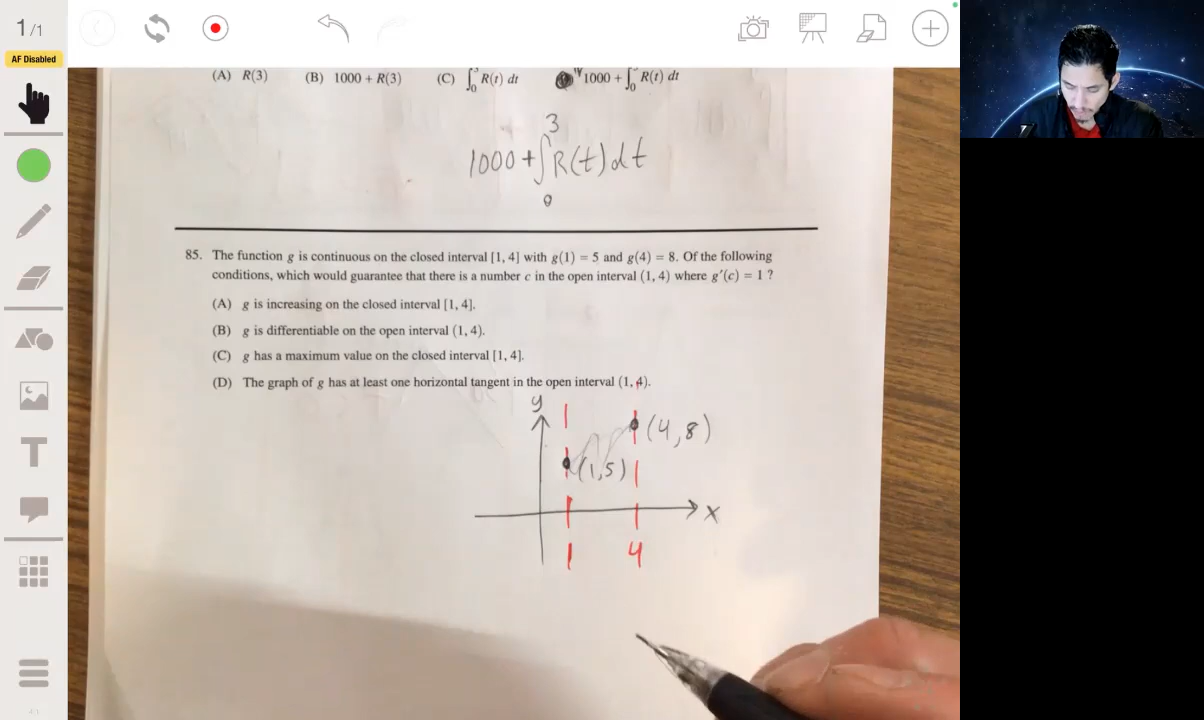 1/1
AF Disabled
(A) R(3) (B) 1000 + R(3) (C) ∫₀³ R(t) dt 1000 + ∫₀³ R(t) dt
3
1000 + ∫ R(t) dt
0
85. The function g is continuous on the closed interval [1, 4] with g(1) = 5 and g(4) = 8. Of the following
conditions, which would guarantee that there is a number c in the open interval (1, 4) where g′(c) = 1 ?
(A) g is increasing on the closed interval [1, 4].
(B) g is differentiable on the open interval (1, 4).
(C) g has a maximum value on the closed interval [1, 4].
(D) The graph of g has at least one horizontal tangent in the open interval (1, 4).
y
(4,8)
(1,5)
x
1 4
T